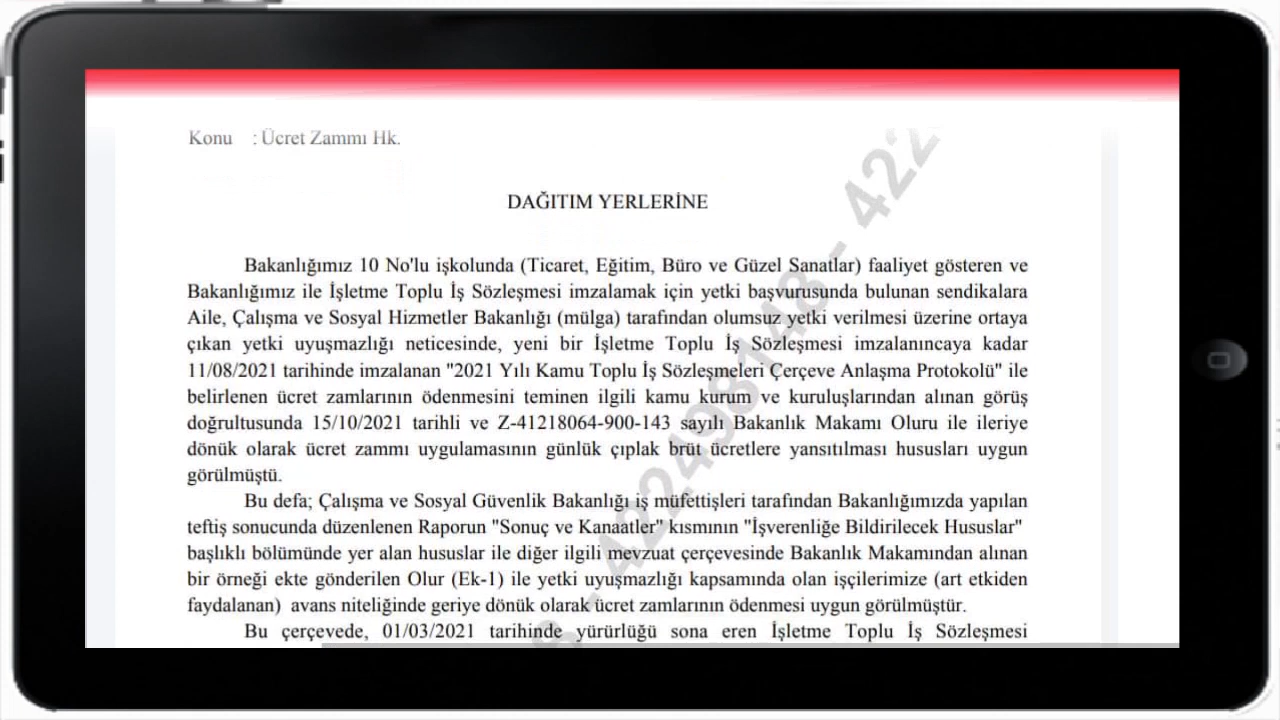 Konu : Ücret Zammı Hk.
DAĞITIM YERLERİNE
Bakanlığımız 10 No'lu işkolunda (Ticaret, Eğitim, Büro ve Güzel Sanatlar) faaliyet gösteren ve
Bakanlığımız ile İşletme Toplu İş Sözleşmesi imzalamak için yetki başvurusunda bulunan sendikalara
Aile, Çalışma ve Sosyal Hizmetler Bakanlığı (mülga) tarafından olumsuz yetki verilmesi üzerine ortaya
çıkan yetki uyuşmazlığı neticesinde, yeni bir İşletme Toplu İş Sözleşmesi imzalanıncaya kadar
11/08/2021 tarihinde imzalanan "2021 Yılı Kamu Toplu İş Sözleşmeleri Çerçeve Anlaşma Protokolü" ile
belirlenen ücret zamlarının ödenmesini teminen ilgili kamu kurum ve kuruluşlarından alınan görüş
doğrultusunda 15/10/2021 tarihli ve Z-41218064-900-143 sayılı Bakanlık Makamı Oluru ile ileriye
dönük olarak ücret zammı uygulamasının günlük çıplak brüt ücretlere yansıtılması hususları uygun
görülmüştü.
Bu defa; Çalışma ve Sosyal Güvenlik Bakanlığı iş müfettişleri tarafından Bakanlığımızda yapılan
teftiş sonucunda düzenlenen Raporun "Sonuç ve Kanaatler" kısmının "İşverenliğe Bildirilecek Hususlar"
başlıklı bölümünde yer alan hususlar ile diğer ilgili mevzuat çerçevesinde Bakanlık Makamından alınan
bir örneği ekte gönderilen Olur (Ek-1) ile yetki uyuşmazlığı kapsamında olan işçilerimize (art etkiden
faydalanan) avans niteliğinde geriye dönük olarak ücret zamlarının ödenmesi uygun görülmüştür.
Bu çerçevede, 01/03/2021 tarihinde yürürlüğü sona eren İşletme Toplu İş Sözleşmesi
8 - 422498143 - 422